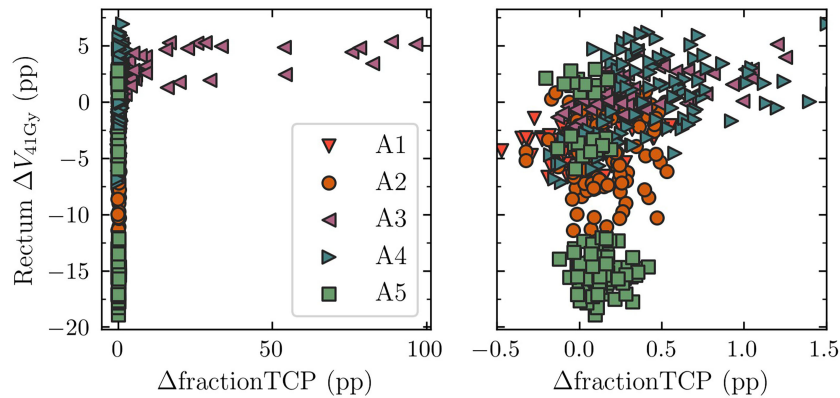 Rectum ΔV41Gy (pp)
5
0
−5
−10
−15
−20
A1
A2
A3
A4
A5
0
50
100
ΔfractionTCP (pp)
−0.5
0.0
0.5
1.0
1.5
ΔfractionTCP (pp)